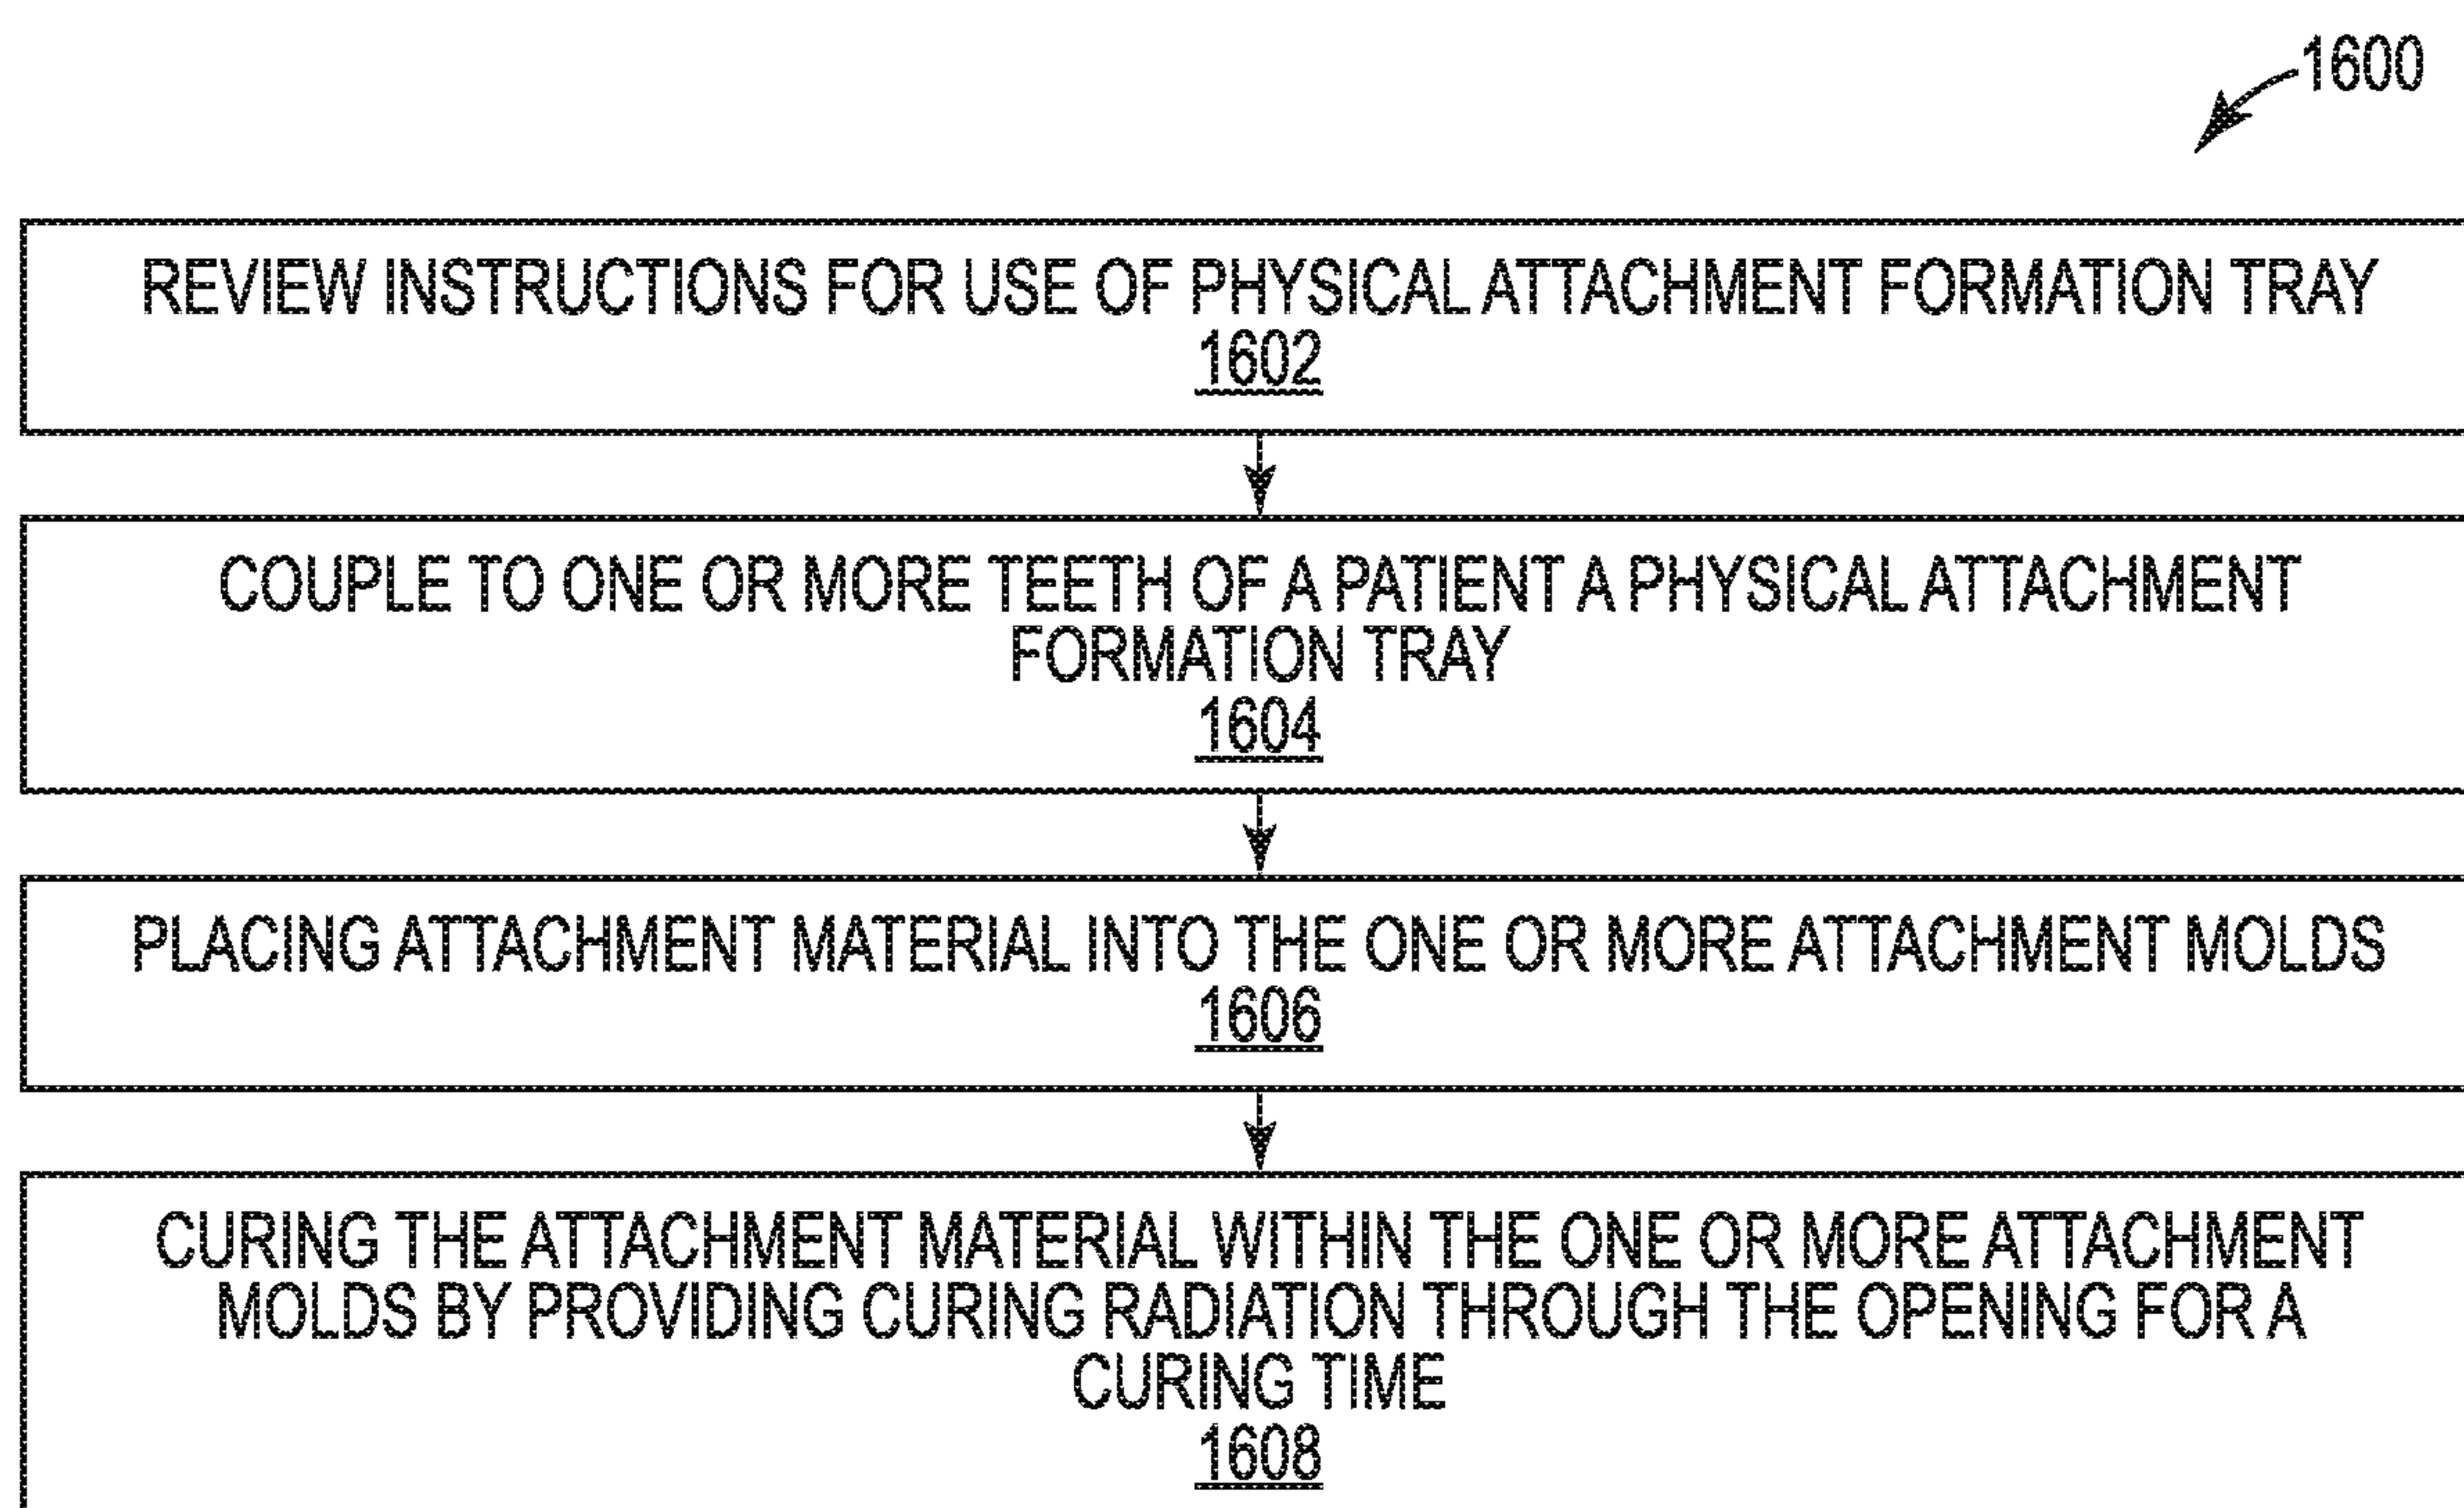 1600
REVIEW INSTRUCTIONS FOR USE OF PHYSICAL ATTACHMENT FORMATION TRAY
1602
COUPLE TO ONE OR MORE TEETH OF A PATIENT A PHYSICAL ATTACHMENT
FORMATION TRAY
1604
PLACING ATTACHMENT MATERIAL INTO THE ONE OR MORE ATTACHMENT MOLDS
1606
CURING THE ATTACHMENT MATERIAL WITHIN THE ONE OR MORE ATTACHMENT
MOLDS BY PROVIDING CURING RADIATION THROUGH THE OPENING FOR A
CURING TIME
1608